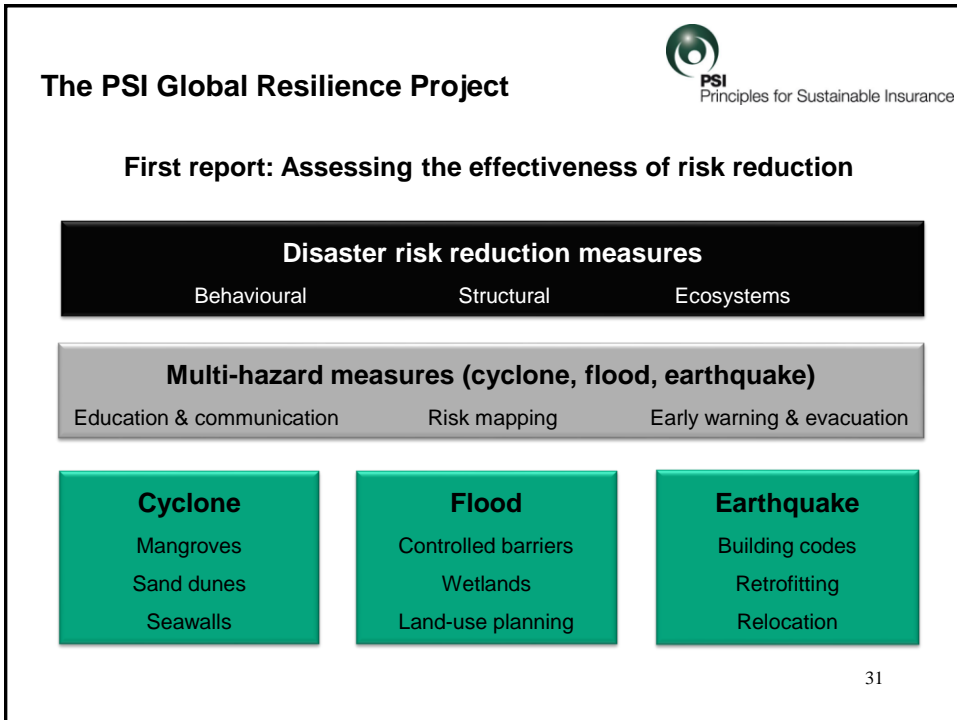 The PSI Global Resilience Project
PSI
Principles for Sustainable Insurance
First report: Assessing the effectiveness of risk reduction
Disaster risk reduction measures
Behavioural Structural Ecosystems
Multi-hazard measures (cyclone, flood, earthquake)
Education & communication Risk mapping Early warning & evacuation
Cyclone
Mangroves
Sand dunes
Seawalls
Flood
Controlled barriers
Wetlands
Land-use planning
Earthquake
Building codes
Retrofitting
Relocation
31